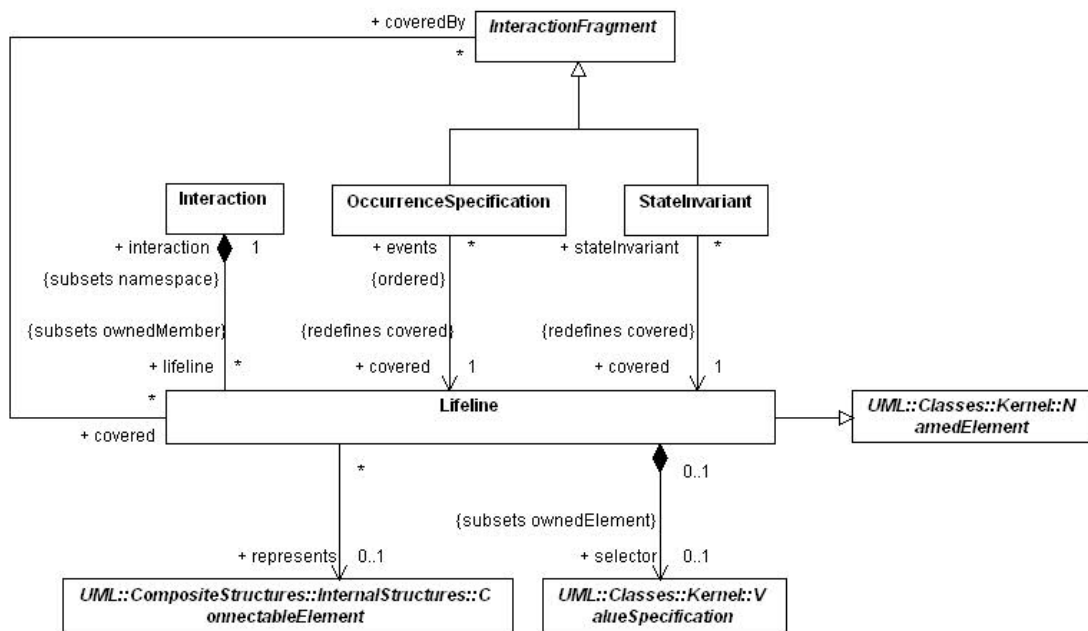 + coveredBy
InteractionFragment
*
Interaction
OccurrenceSpecification
StateInvariant
+ interaction
1
+ events
*
+ stateInvariant
*
{subsets namespace}
{ordered}
{subsets ownedMember}
{redefines covered}
{redefines covered}
+ lifeline
*
+ covered
1
+ covered
1
*
Lifeline
UML::Classes::Kernel::N
amedElement
+ covered
*
0..1
{subsets ownedElement}
+ represents
0..1
+ selector
0..1
UML::CompositeStructures::InternalStructures::C
onnectableElement
UML::Classes::Kernel::V
alueSpecification